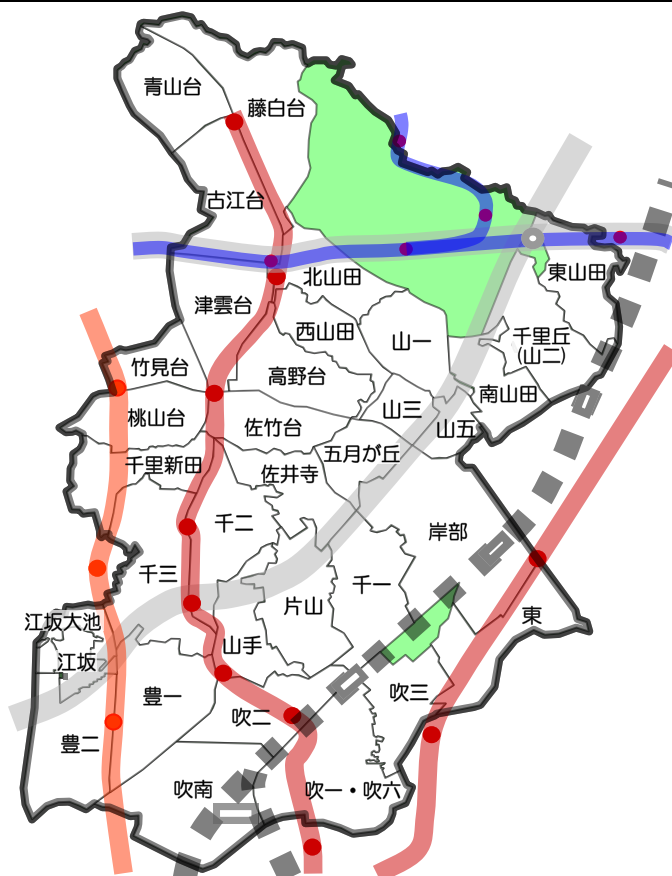 青山台
藤白台
古江台
北山田
東山田
津雲台
西山田
山一
千里丘
(山二)
竹見台
高野台
南山田
桃山台
山三
佐竹台
山五
五月が丘
千里新田
佐井寺
千二
岸部
千三
千一
片山
東
江坂大池
山手
江坂
吹三
豊一
吹二
豊二
吹南
吹一・吹六